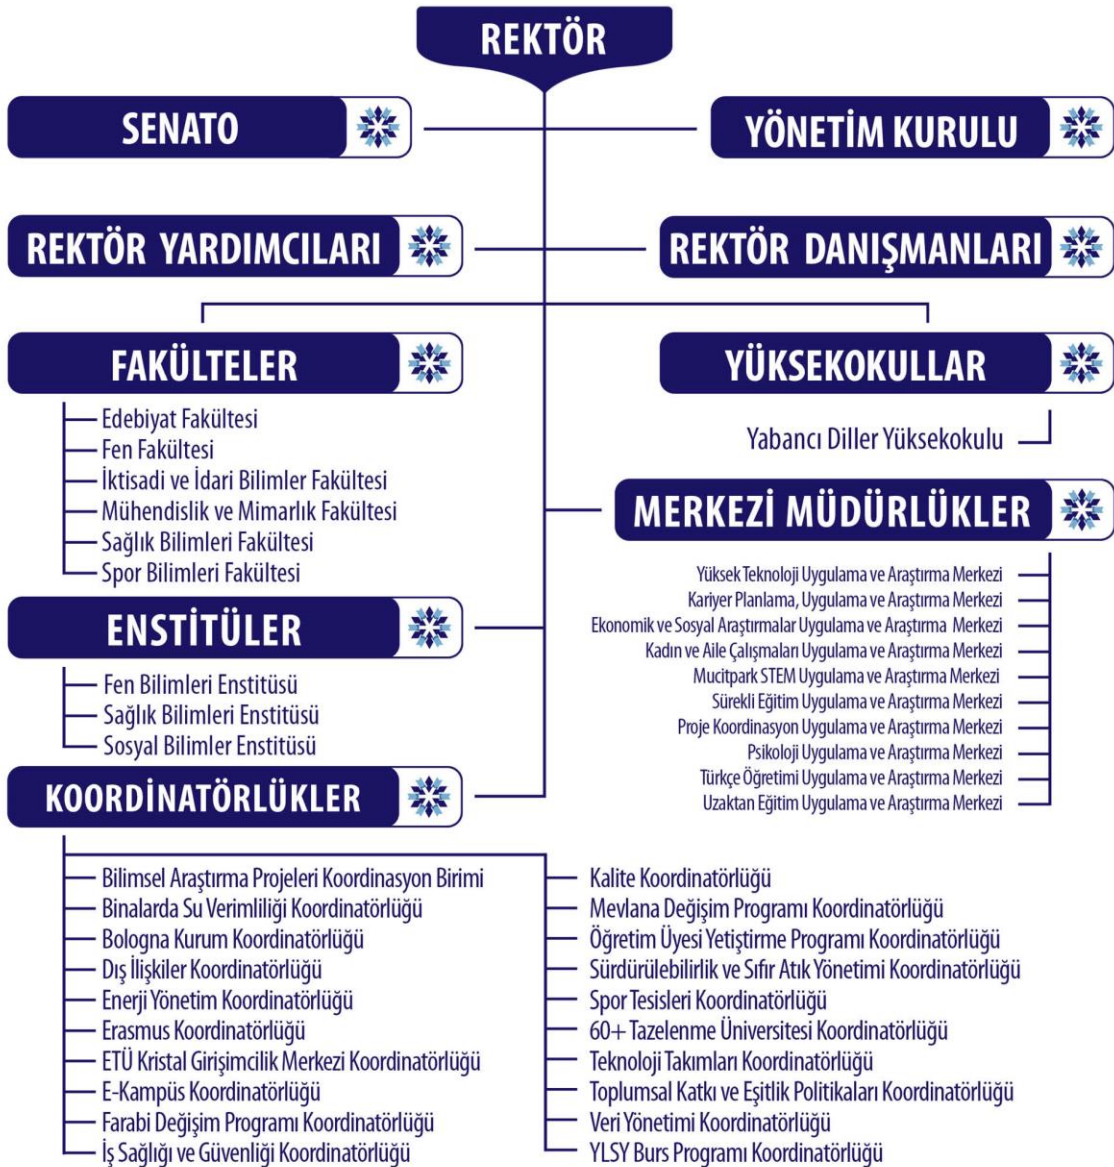 REKTÖR
SENATO
YÖNETİM KURULU
REKTÖR YARDIMCILARI
REKTÖR DANIŞMANLARI
FAKÜLTELER
Edebiyat Fakültesi
Fen Fakültesi
İktisadi ve İdari Bilimler Fakültesi
Mühendislik ve Mimarlık Fakültesi
Sağlık Bilimleri Fakültesi
Spor Bilimleri Fakültesi
YÜKSEKOKULLAR
Yabancı Diller Yüksekokulu
MERKEZİ MÜDÜRLÜKLER
Yüksek Teknoloji Uygulama ve Araştırma Merkezi
Kariyer Planlama, Uygulama ve Araştırma Merkezi
Ekonomik ve Sosyal Araştırmalar Uygulama ve Araştırma Merkezi
Kadın ve Aile Çalışmaları Uygulama ve Araştırma Merkezi
Mucitpark STEM Uygulama ve Araştırma Merkezi
Sürekli Eğitim Uygulama ve Araştırma Merkezi
Proje Koordinasyon Uygulama ve Araştırma Merkezi
Psikoloji Uygulama ve Araştırma Merkezi
Türkçe Öğretimi Uygulama ve Araştırma Merkezi
Uzaktan Eğitim Uygulama ve Araştırma Merkezi
ENSTİTÜLER
Fen Bilimleri Enstitüsü
Sağlık Bilimleri Enstitüsü
Sosyal Bilimler Enstitüsü
KOORDİNATÖRLÜKLER
Bilimsel Araştırma Projeleri Koordinasyon Birimi
Binalarda Su Verimliliği Koordinatörlüğü
Bologna Kurum Koordinatörlüğü
Dış İlişkiler Koordinatörlüğü
Enerji Yönetim Koordinatörlüğü
Erasmus Koordinatörlüğü
ETÜ Kristal Girişimcilik Merkezi Koordinatörlüğü
E-Kampüs Koordinatörlüğü
Farabi Değişim Programı Koordinatörlüğü
İş Sağlığı ve Güvenliği Koordinatörlüğü
Kalite Koordinatörlüğü
Mevlana Değişim Programı Koordinatörlüğü
Öğretim Üyesi Yetiştirme Programı Koordinatörlüğü
Sürdürülebilirlik ve Sıfır Atık Yönetimi Koordinatörlüğü
Spor Tesisleri Koordinatörlüğü
60+ Tazelenme Üniversitesi Koordinatörlüğü
Teknoloji Takımları Koordinatörlüğü
Toplumsal Katkı ve Eşitlik Politikaları Koordinatörlüğü
Veri Yönetimi Koordinatörlüğü
YLSY Burs Programı Koordinatörlüğü